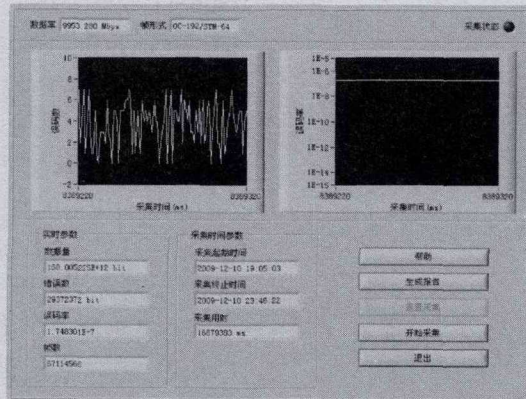 数据率 9953.280 Mbps 帧形式 OC-192/STM-64 采集状态
10
8
6
4
2
0
-2
误码数
8389220 8389320
采集时间(ms)
1E-5
1E-6
1E-8
1E-10
1E-12
1E-14
1E-15
误码率
8389220 8389320
采集时间(ms)
实时参数
数据量
168.005225E+12 bit
错误数
29372372 bit
误码率
1.748301E-7
帧数
采集时间参数
采集起始时间
2009-12-10 19:05:03
采集终止时间
2009-12-10 23:46:22
采集用时
16879393 ms
帮助
生成报告
开始采集
退出